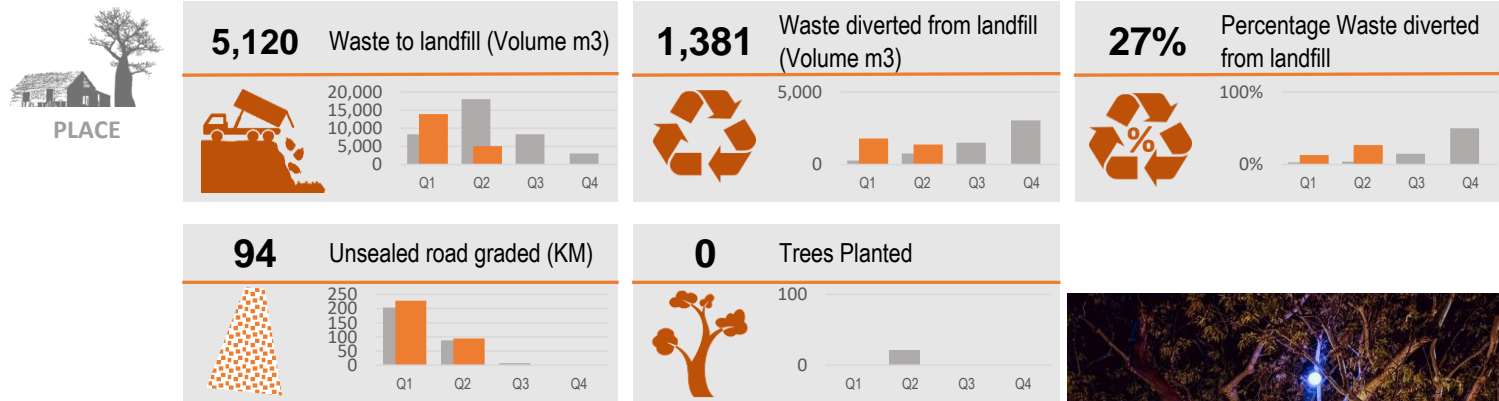 PLACE
5,120 Waste to landfill (Volume m3)
20,000
15,000
10,000
5,000
0
Q1 Q2 Q3 Q4
1,381 Waste diverted from landfill
(Volume m3)
5,000
0
Q1 Q2 Q3 Q4
27% Percentage Waste diverted
from landfill
%
100%
0%
Q1 Q2 Q3 Q4
94 Unsealed road graded (KM)
250
200
150
100
50
0
Q1 Q2 Q3 Q4
0 Trees Planted
100
0
Q1 Q2 Q3 Q4